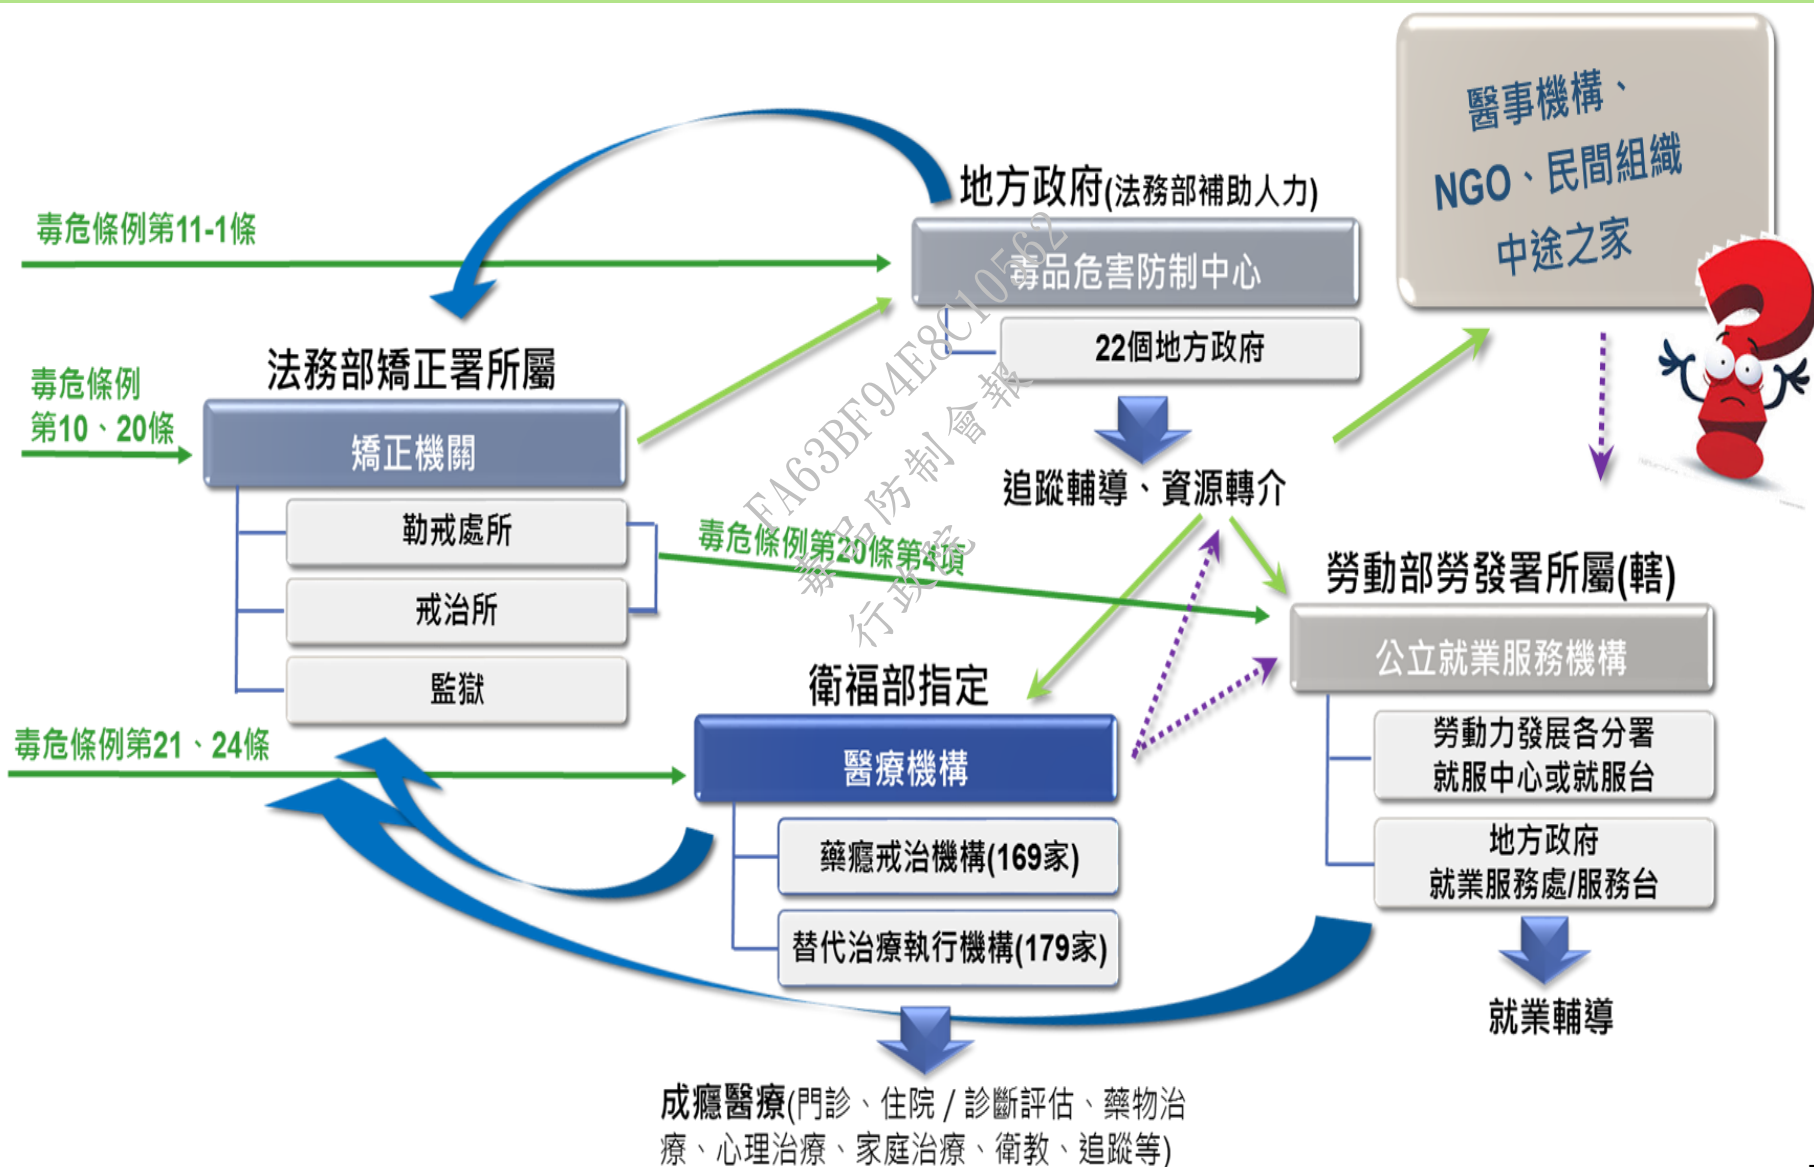 醫事機構、
NGO、民間組織
中途之家
地方政府(法務部補助人力)
毒品危害防制中心
22個地方政府
追蹤輔導、資源轉介
毒危條例第11-1條
毒危條例
第10、20條
法務部矯正署所屬
矯正機關
勒戒處所
戒治所
監獄
毒危條例第20條第4項
毒危條例第21、24條
衛福部指定
醫療機構
藥癮戒治機構(169家)
替代治療執行機構(179家)
成癮醫療(門診、住院 / 診斷評估、藥物治
療、心理治療、家庭治療、衛教、追蹤等)
勞動部勞發署所屬(轄)
公立就業服務機構
勞動力發展各分署
就服中心或就服台
地方政府
就業服務處/服務台
就業輔導
FA63BF94E8C10562
毒品防制會報
行政院